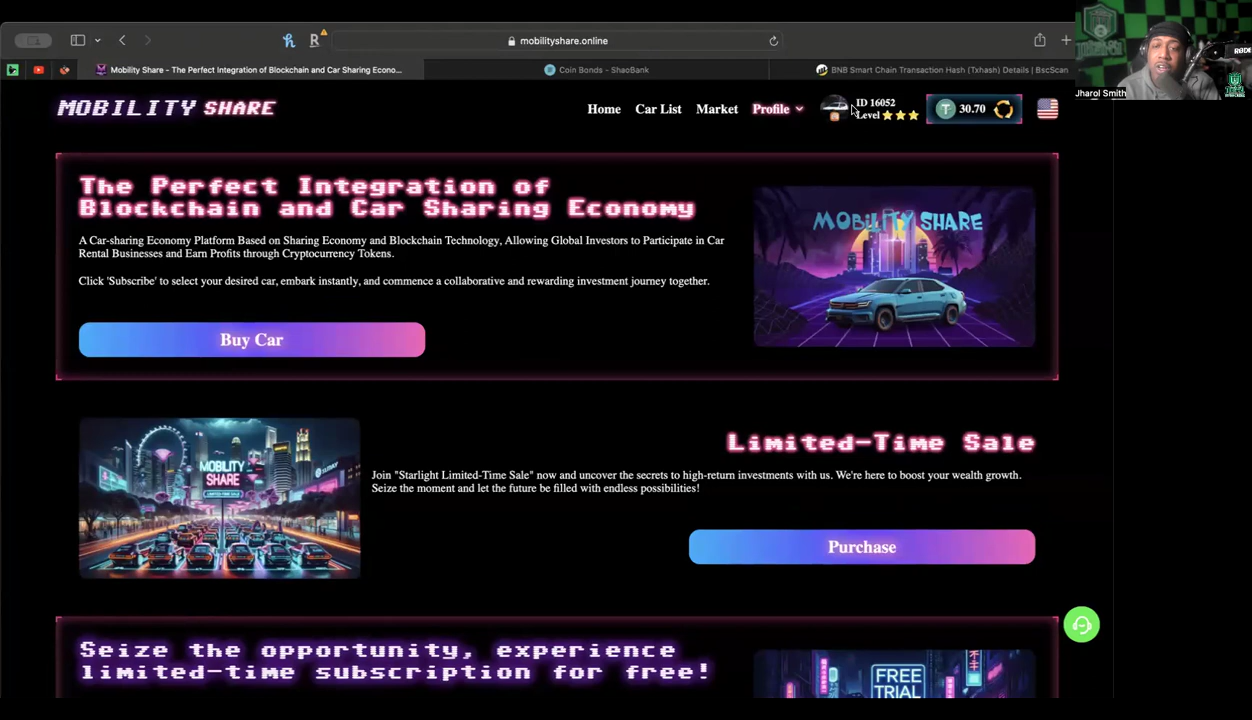 mobilityshare.online
Mobility Share - The Perfect Integration of Blockchain and Car Sharing Econo...
Coin Bonds - ShaoBank
BNB Smart Chain Transaction Hash (Txhash) Details | BscScan
RØDE
Jharol Smith
MOBILITY SHARE
Home
Car List
Market
Profile
ID 16052
Level
30.70
The Perfect Integration of
Blockchain and Car Sharing Economy
A Car-sharing Economy Platform Based on Sharing Economy and Blockchain Technology, Allowing Global Investors to Participate in Car
Rental Businesses and Earn Profits through Cryptocurrency Tokens.
Click 'Subscribe' to select your desired car, embark instantly, and commence a collaborative and rewarding investment journey together.
Buy Car
MOBILITY SHARE
Limited-Time Sale
MOBILITY
SHARE
LIMITED-TIME SALE
Join "Starlight Limited-Time Sale" now and uncover the secrets to high-return investments with us. We're here to boost your wealth growth.
Seize the moment and let the future be filled with endless possibilities!
Purchase
Seize the opportunity, experience
limited-time subscription for free!
FREE
TRIAL